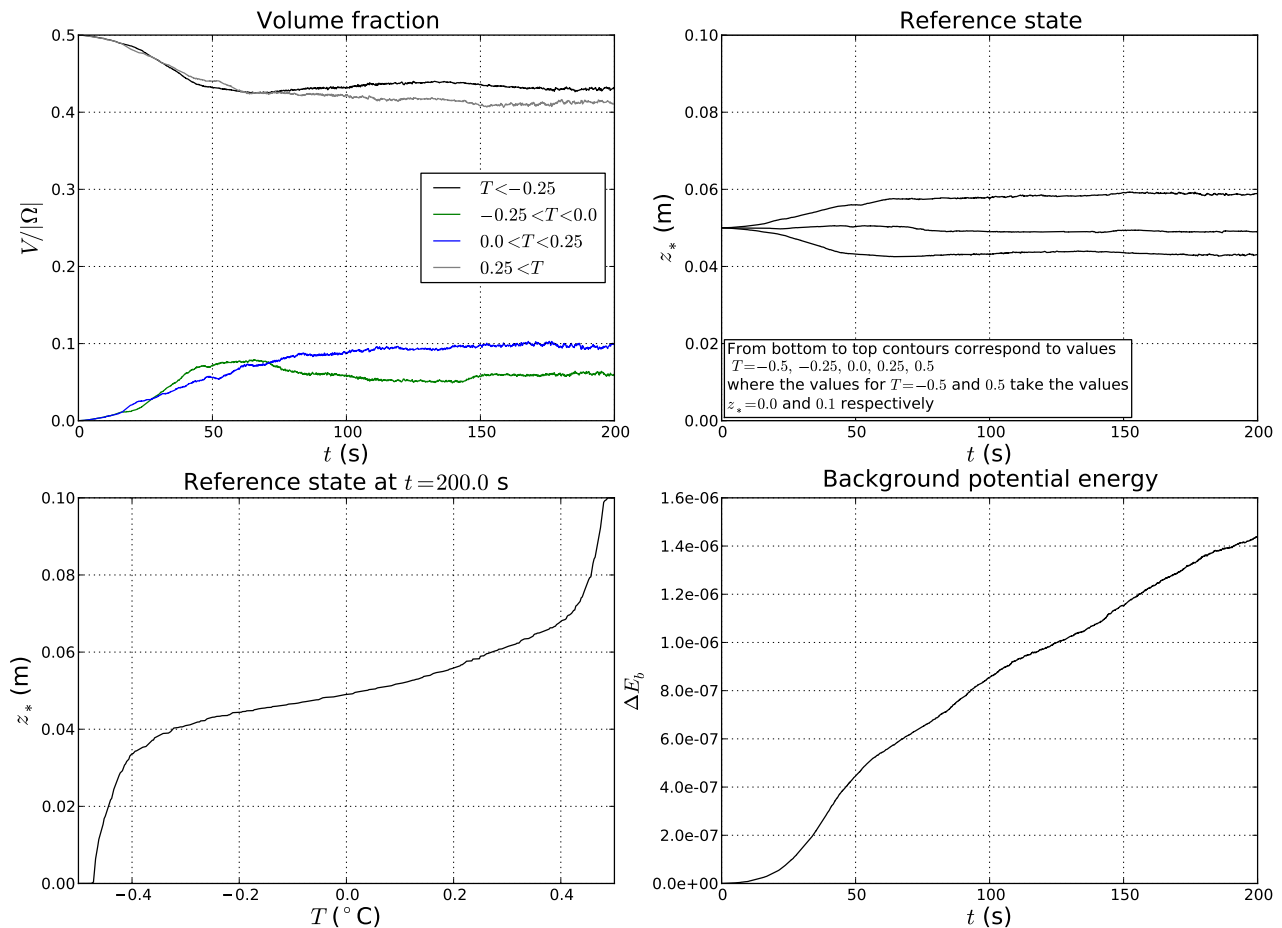 Volume fraction
0.5
0.4
0.3
0.2
0.1
0.0
V/|Ω|
T<−0.25
−0.25<T<0.0
0.0<T<0.25
0.25<T
0 50 100 150 200
t (s)
Reference state
0.10
0.08
0.06
0.04
0.02
0.00
z* (m)
From bottom to top contours correspond to values
T=−0.5, −0.25, 0.0, 0.25, 0.5
where the values for T=−0.5 and 0.5 take the values
z*=0.0 and 0.1 respectively
0 50 100 150 200
t (s)
Reference state at t=200.0 s
0.10
0.08
0.06
0.04
0.02
0.00
z* (m)
−0.4 −0.2 0.0 0.2 0.4
T (°C)
Background potential energy
1.6e-06
1.4e-06
1.2e-06
1.0e-06
8.0e-07
6.0e-07
4.0e-07
2.0e-07
0.0e+00
ΔE_b
0 50 100 150 200
t (s)